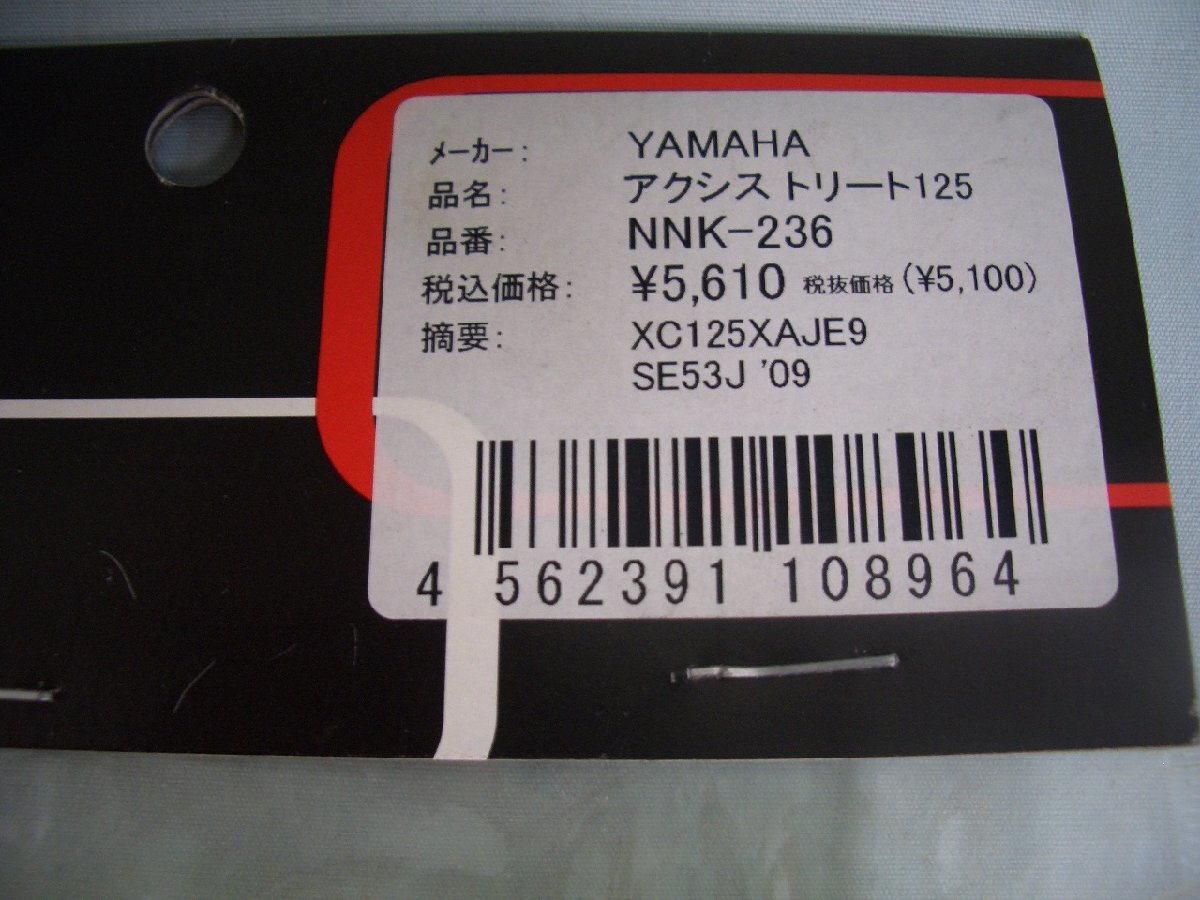 メーカー: YAMAHA
品名: アクシス トリート125
品番: NNK-236
税込価格: ¥5,610 税抜価格 (¥5,100)
摘要: XC125XAJE9
SE53J '09
4 562391 108964